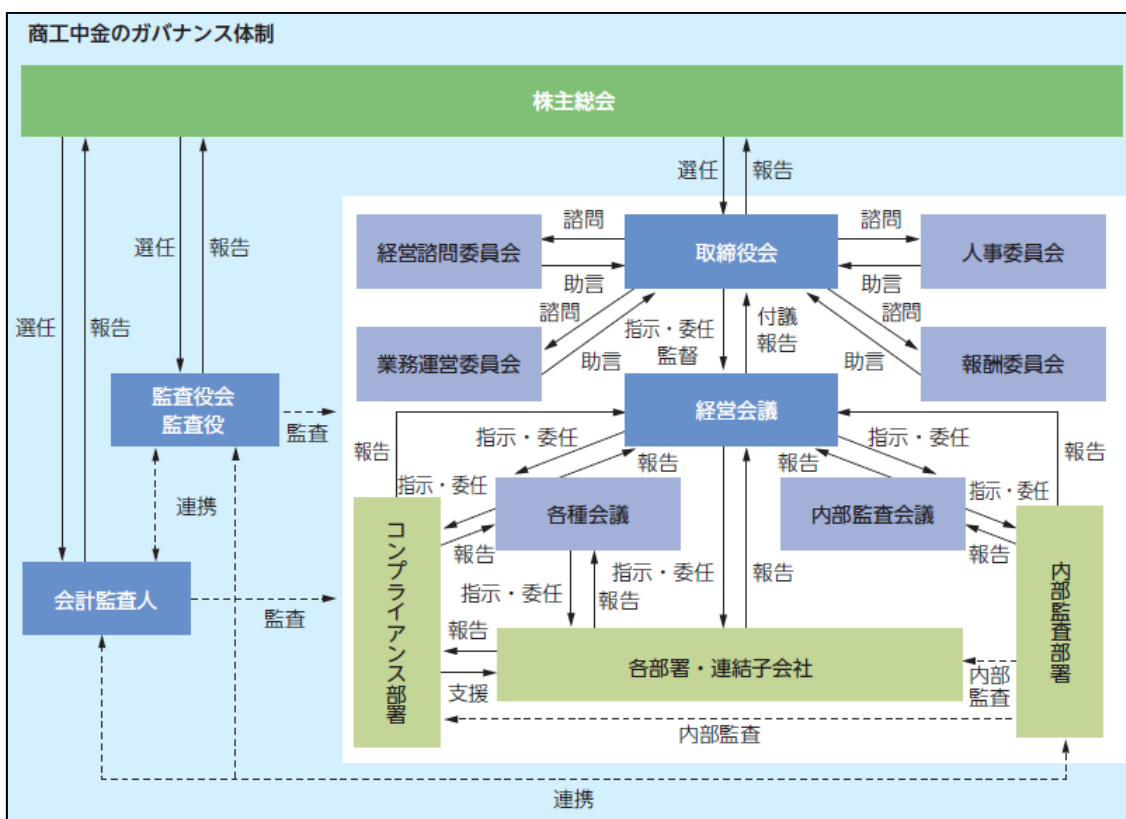 商工中金のガバナンス体制
株主総会
選任
報告
選任
報告
選任
報告
経営諮問委員会
諮問
助言
取締役会
諮問
助言
人事委員会
業務運営委員会
諮問
助言
指示・委任
監督
付議
報告
諮問
助言
報酬委員会
監査役会
監査役
監査
経営会議
報告
指示・委任
報告
指示・委任
報告
報告
指示・委任
報告
指示・委任
報告
連携
各種会議
内部監査会議
コンプライアンス部署
内部監査部署
会計監査人
監査
指示・委任
報告
指示・委任
報告
報告
支援
各部署・連結子会社
内部
監査
内部監査
連携